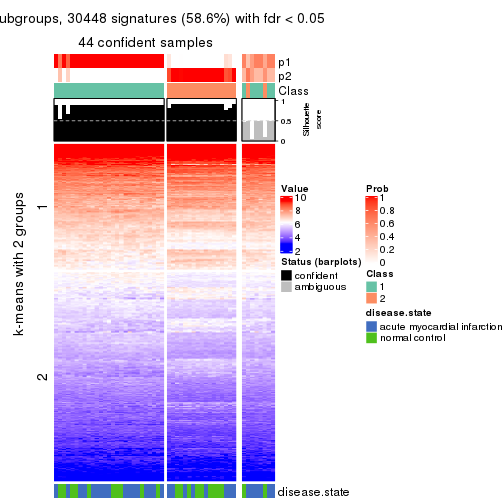 ubgroups, 30448 signatures (58.6%) with fdr < 0.05
44 confident samples
p1
p2
Class
1
0.5
0
Silhouette
score
k-means with 2 groups
1
2
Value
10
8
6
4
2
Status (barplots)
confident
ambiguous
Prob
1
0.8
0.6
0.4
0.2
0
Class
1
2
disease.state
acute myocardial infarction
normal control
disease.state